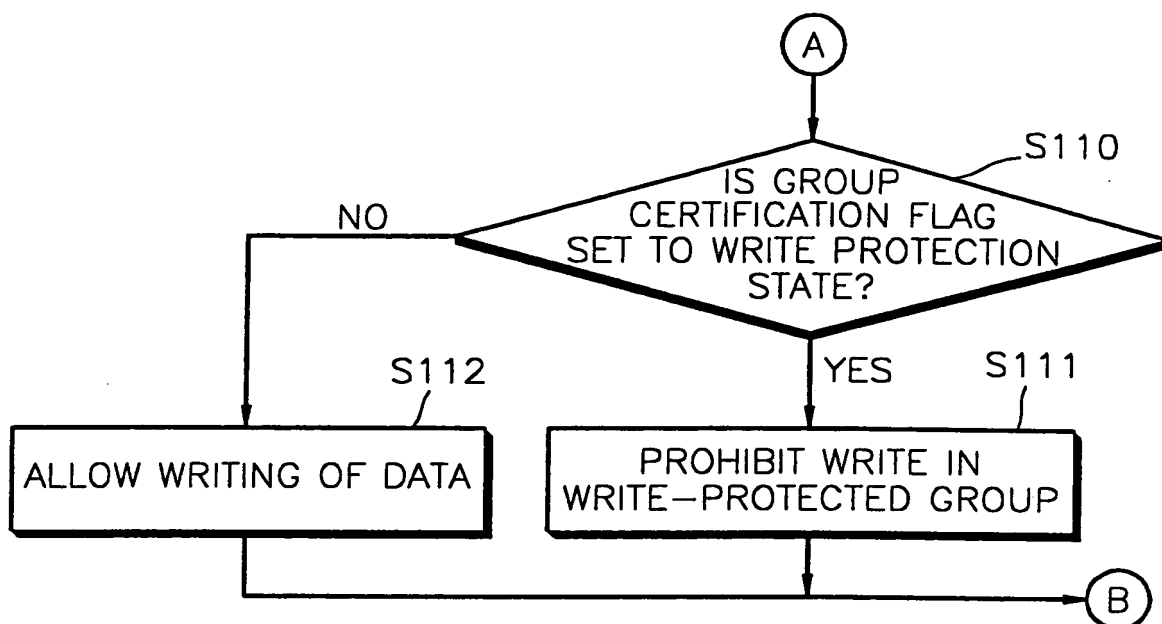 A
S110
IS GROUP
CERTIFICATION FLAG
SET TO WRITE PROTECTION
STATE?
NO
YES
S112
S111
ALLOW WRITING OF DATA
PROHIBIT WRITE IN
WRITE-PROTECTED GROUP
B